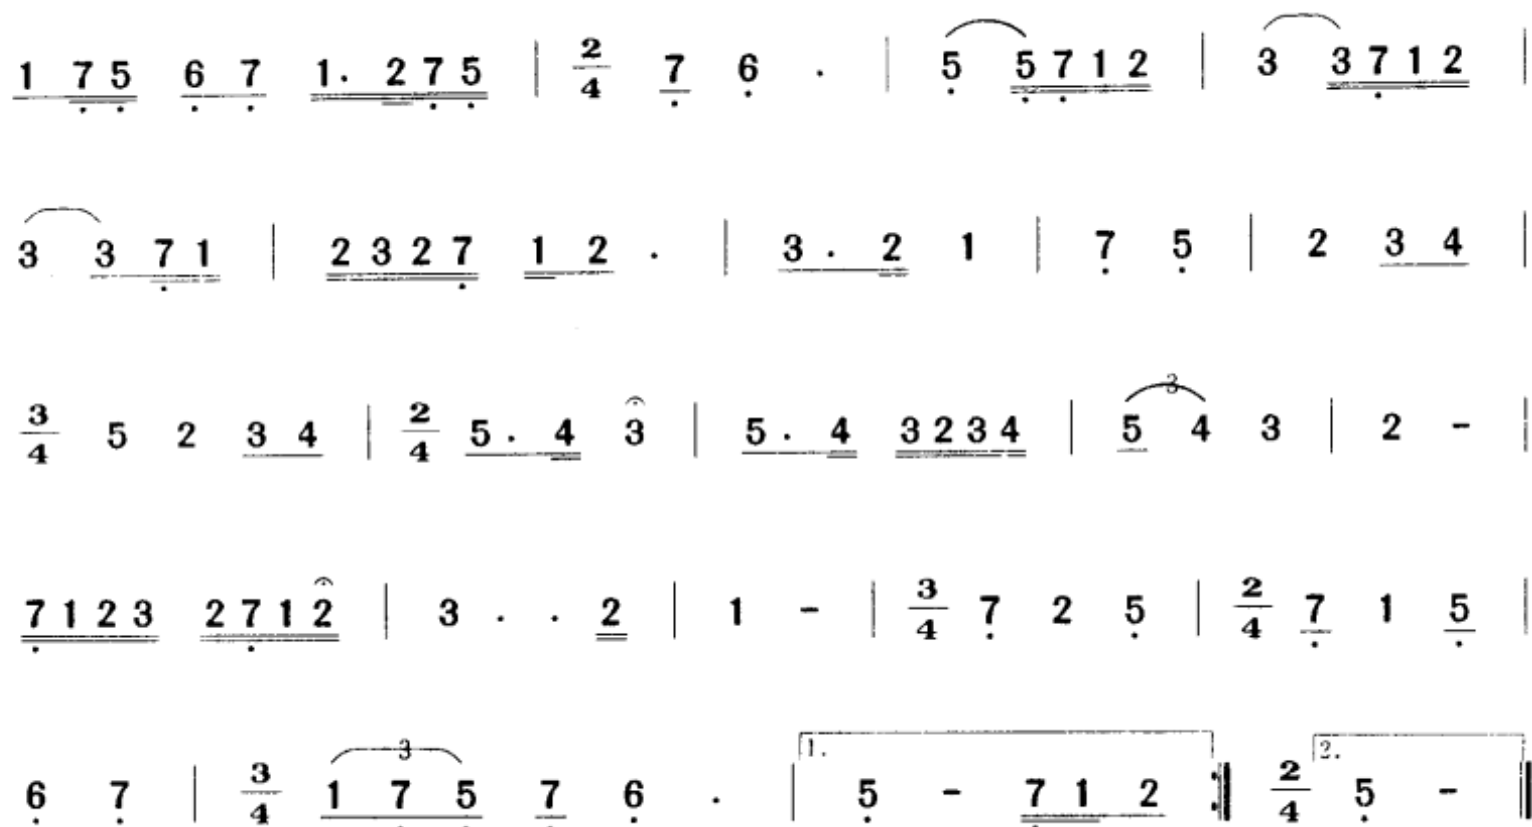 1 7 5 6 7 1. 2 7 5 | 2/4 7 6 . | 5 5 7 1 2 | 3 3 7 1 2 |
3 3 7 1 | 2 3 2 7 1 2 . | 3 . 2 1 | 7 5 | 2 3 4 |
3/4 5 2 3 4 | 2/4 5 . 4 3 | 5 . 4 3 2 3 4 | 3 5 4 3 | 2 - |
7 1 2 3 2 7 1 2 | 3 . . 2 | 1 - | 3/4 7 2 5 | 2/4 7 1 5 |
6 7 | 3/4 3 1 7 5 7 6 . | 1. 5 - 7 1 2 :| 2/4 2. 5 - ||